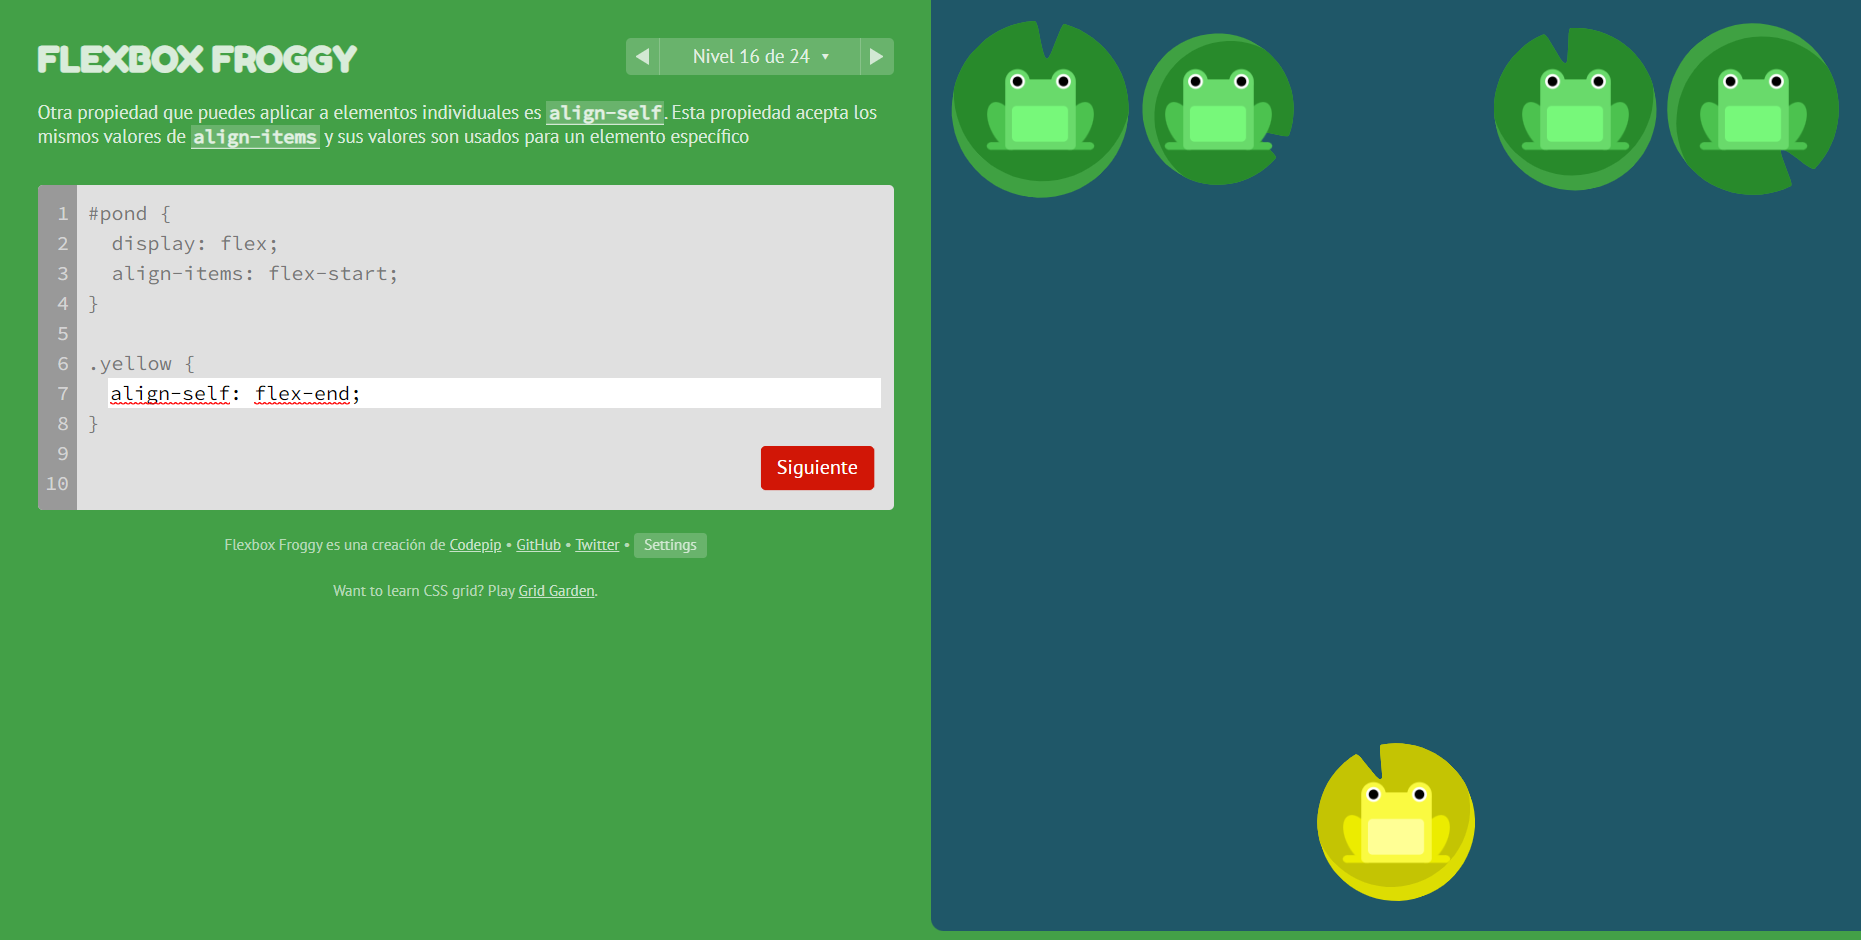 FLEXBOX FROGGY
Nivel 16 de 24
Otra propiedad que puedes aplicar a elementos individuales es align-self. Esta propiedad acepta los
mismos valores de align-items y sus valores son usados para un elemento específico
1 #pond {
2 display: flex;
3 align-items: flex-start;
4 }
5
6 .yellow {
7 align-self: flex-end;
8 }
9
10
Siguiente
Flexbox Froggy es una creación de Codepip • GitHub • Twitter • Settings
Want to learn CSS grid? Play Grid Garden.